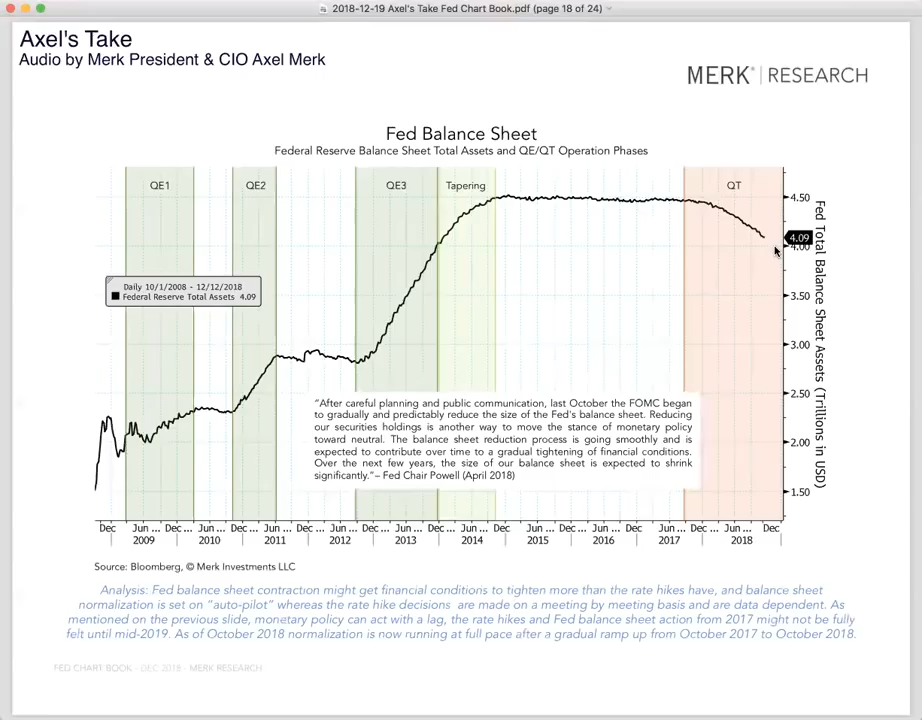 2018-12-19 Axel's Take Fed Chart Book.pdf (page 18 of 24)
Axel's Take
Audio by Merk President & CIO Axel Merk
MERK® | RESEARCH
Fed Balance Sheet
Federal Reserve Balance Sheet Total Assets and QE/QT Operation Phases
QE1 QE2 QE3 Tapering QT
4.50
4.09
4.00
3.50
3.00
2.50
2.00
1.50
Fed Total Balance Sheet Assets (Trillions in USD)
Daily 10/1/2008 - 12/12/2018
Federal Reserve Total Assets 4.09
“After careful planning and public communication, last October the FOMC began
to gradually and predictably reduce the size of the Fed's balance sheet. Reducing
our securities holdings is another way to move the stance of monetary policy
toward neutral. The balance sheet reduction process is going smoothly and is
expected to contribute over time to a gradual tightening of financial conditions.
Over the next few years, the size of our balance sheet is expected to shrink
significantly.”– Fed Chair Powell (April 2018)
Dec Jun ... Dec ... Jun ... Dec Jun ... Dec Jun ... Dec Jun ... Dec Jun ... Dec Jun ... Dec Jun ... Dec Jun ... Dec Jun ... Dec
2009 2010 2011 2012 2013 2014 2015 2016 2017 2018
Source: Bloomberg, © Merk Investments LLC
Analysis: Fed balance sheet contraction might get financial conditions to tighten more than the rate hikes have, and balance sheet
normalization is set on “auto-pilot” whereas the rate hike decisions are made on a meeting by meeting basis and are data dependent. As
mentioned on the previous slide, monetary policy can act with a lag, the rate hikes and Fed balance sheet action from 2017 might not be fully
felt until mid-2019. As of October 2018 normalization is now running at full pace after a gradual ramp up from October 2017 to October 2018.
FED CHART BOOK · DEC 2018 · MERK RESEARCH